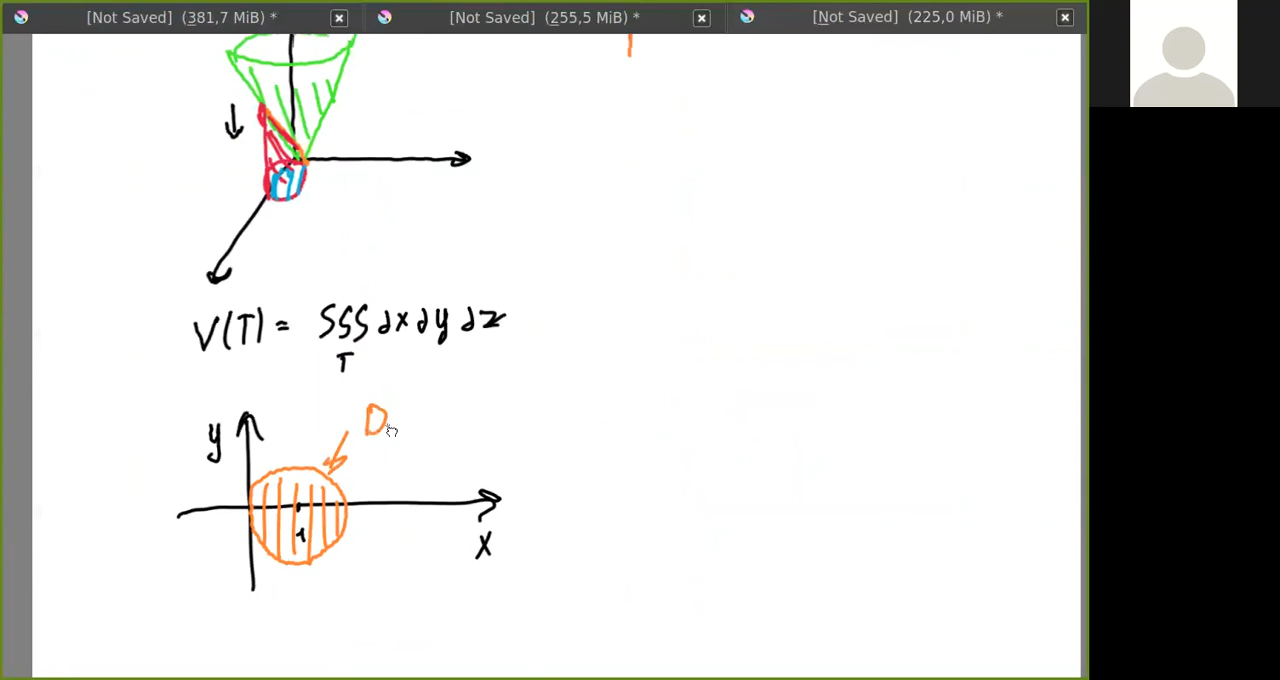 [Not Saved] (381,7 MiB) * [Not Saved] (255,5 MiB) * [Not Saved] (225,0 MiB) *
V(T) = ∭ dx dy dz
T
D
y
1
x